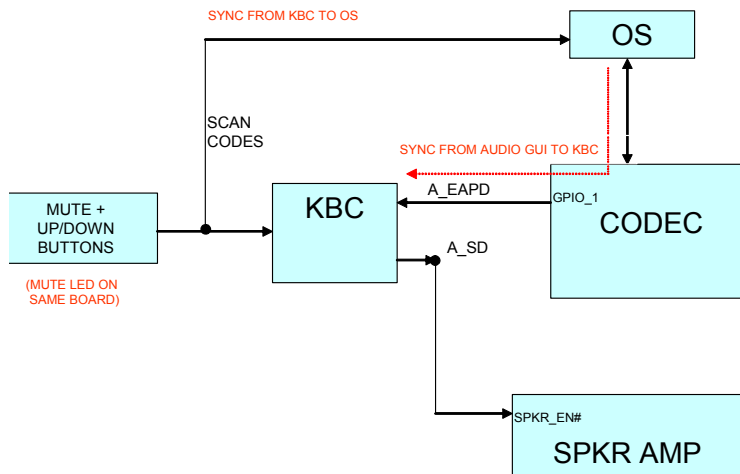 SYNC FROM KBC TO OS
OS
SCAN
CODES
SYNC FROM AUDIO GUI TO KBC
A_EAPD
GPIO_1
KBC
CODEC
MUTE +
UP/DOWN
BUTTONS
A_SD
(MUTE LED ON
SAME BOARD)
SPKR_EN#
SPKR AMP